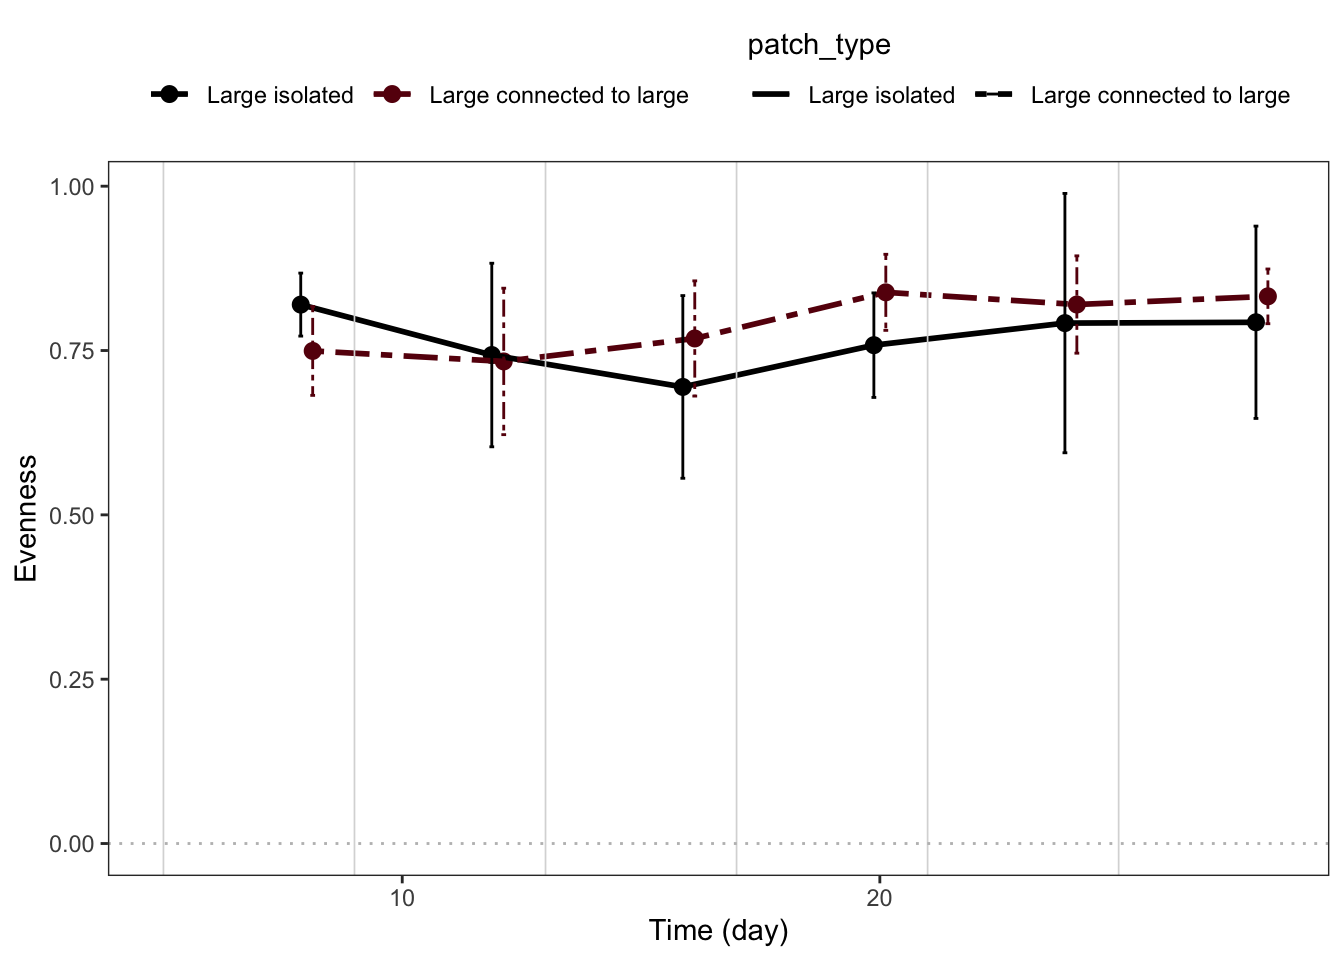 patch_type
Large isolated Large connected to large Large isolated Large connected to large
1.00
0.75
0.50
0.25
0.00
Evenness
10 20
Time (day)